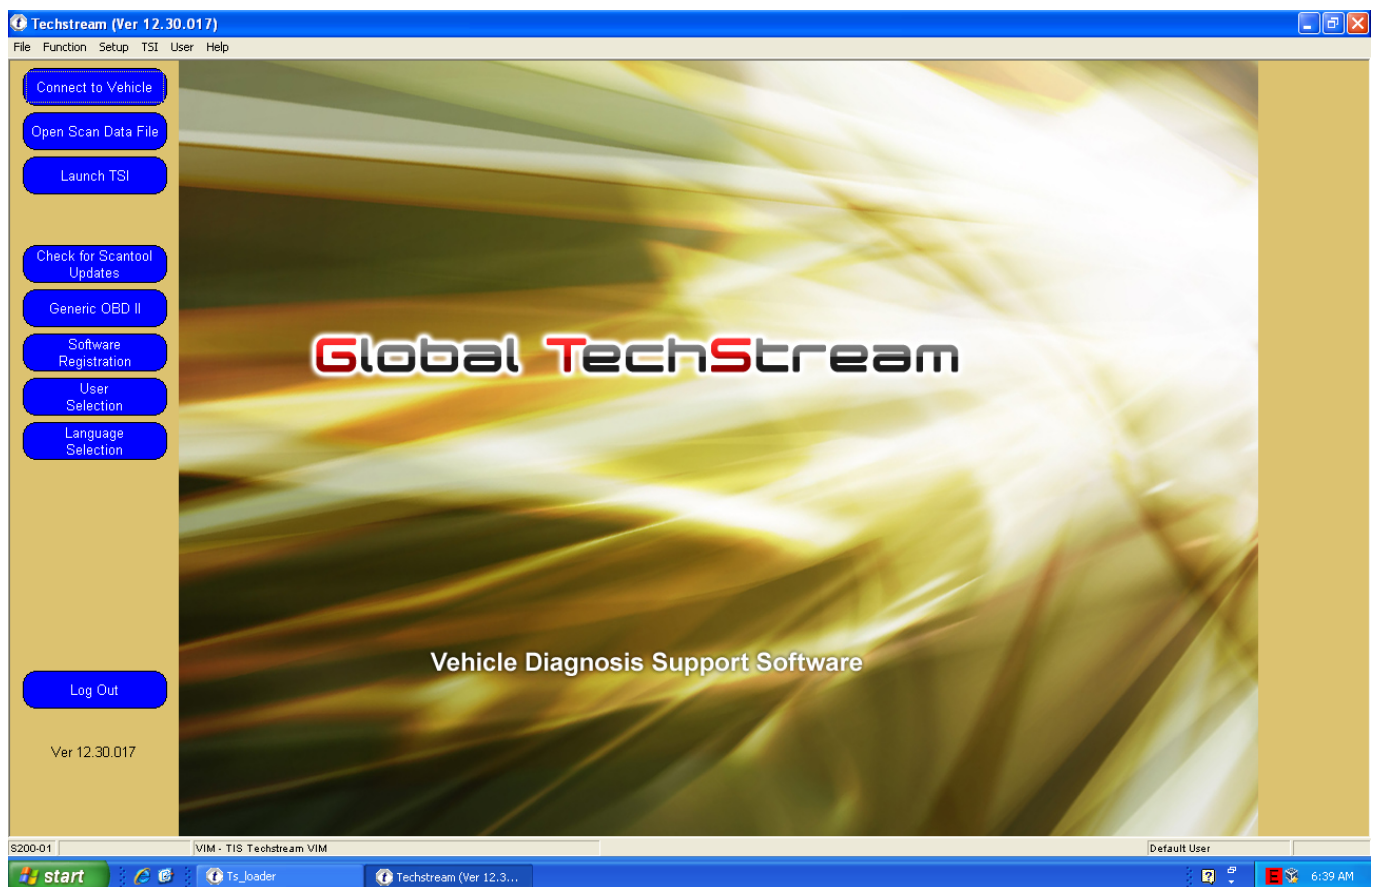 Techstream (Ver 12.30.017)
File Function Setup TSI User Help
Connect to Vehicle
Open Scan Data File
Launch TSI
Check for Scantool
Updates
Generic OBD II
Software
Registration
User
Selection
Language
Selection
Global TechStream
Vehicle Diagnosis Support Software
Log Out
Ver 12.30.017
S200-01
VIM - TIS Techstream VIM
Default User
start
Ts_loader
Techstream (Ver 12.3...
E
6:39 AM